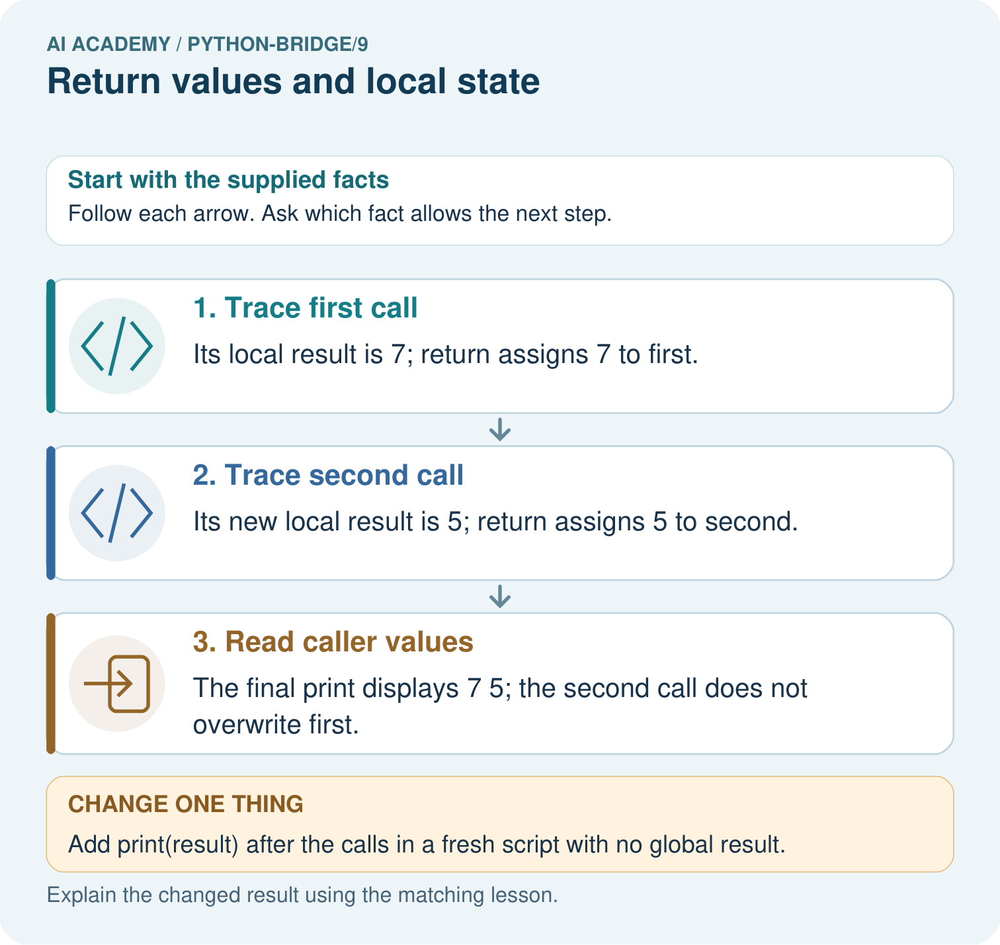 AI ACADEMY / PYTHON-BRIDGE/9
Return values and local state
Start with the supplied facts
Follow each arrow. Ask which fact allows the next step.
1. Trace first call
Its local result is 7; return assigns 7 to first.
2. Trace second call
Its new local result is 5; return assigns 5 to second.
3. Read caller values
The final print displays 7 5; the second call does not
overwrite first.
CHANGE ONE THING
Add print(result) after the calls in a fresh script with no global result.
Explain the changed result using the matching lesson.